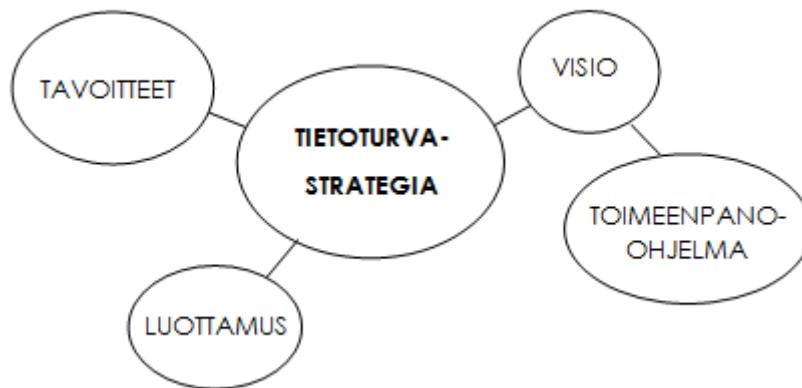 TAVOITTEET
VISIO
TIETOTURVA-
STRATEGIA
TOIMEENPANO-
OHJELMA
LUOTTAMUS